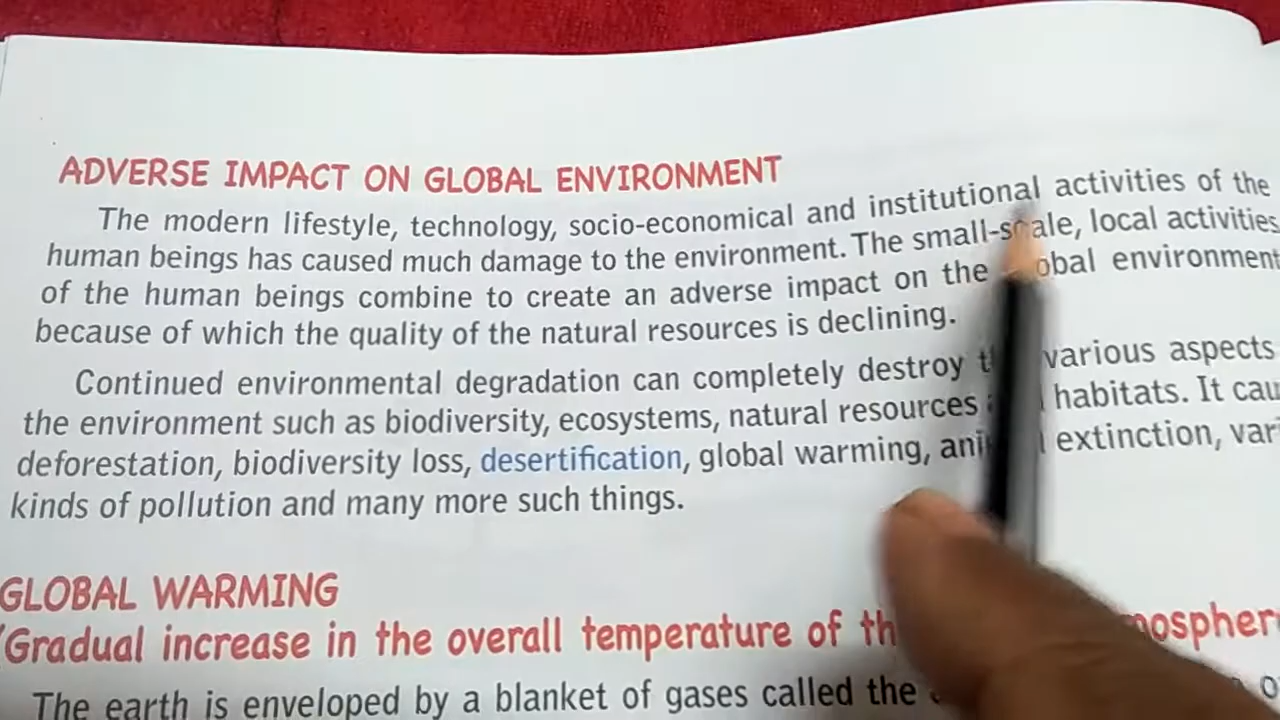 ADVERSE IMPACT ON GLOBAL ENVIRONMENT
The modern lifestyle, technology, socio-economical and institutional activities of the
human beings has caused much damage to the environment. The small-scale, local activities
of the human beings combine to create an adverse impact on the obal environment
because of which the quality of the natural resources is declining.
Continued environmental degradation can completely destroy various aspects
the environment such as biodiversity, ecosystems, natural resources habitats. It cau
deforestation, biodiversity loss, desertification, global warming, extinction, vari
kinds of pollution and many more such things.
GLOBAL WARMING
(Gradual increase in the overall temperature of th mospher
The earth is enveloped by a blanket of gases called the